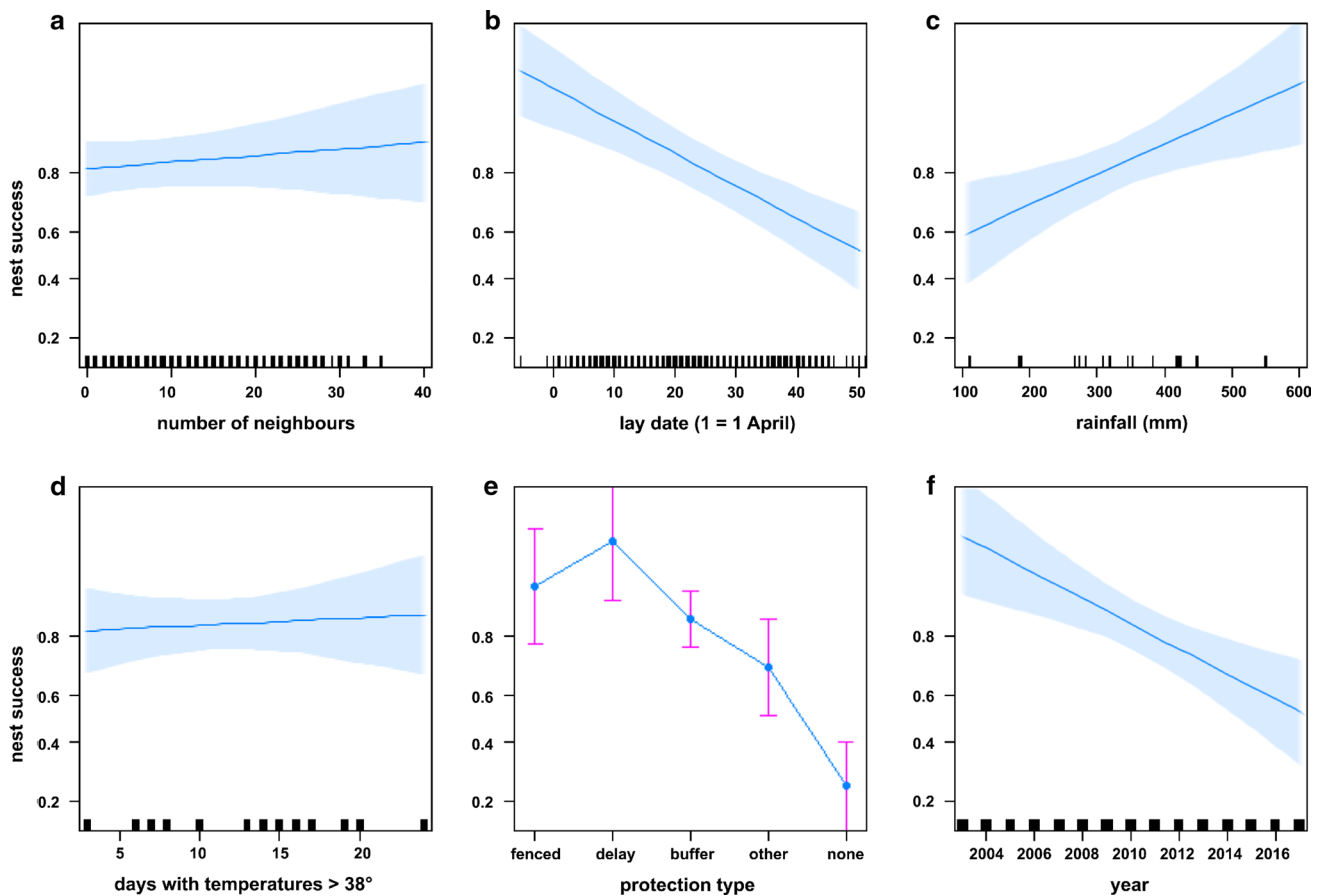 a
b
c
nest success
0.8
0.6
0.4
0.2
0 10 20 30 40
number of neighbours
0.8
0.6
0.4
0.2
0 10 20 30 40 50
lay date (1 = 1 April)
0.8
0.6
0.4
0.2
100 200 300 400 500 600
rainfall (mm)
d
e
f
nest success
0.8
0.6
0.4
0.2
5 10 15 20
days with temperatures > 38°
0.8
0.6
0.4
0.2
fenced delay buffer other none
protection type
0.8
0.6
0.4
0.2
2004 2006 2008 2010 2012 2014 2016
year